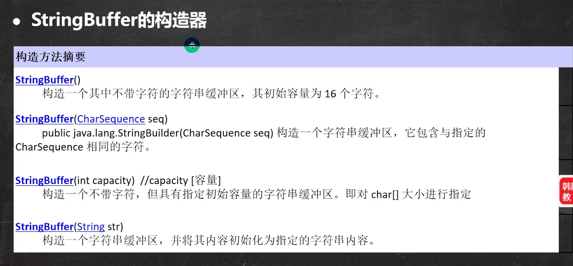 ● StringBuffer的构造器
构造方法摘要
StringBuffer()
构造一个其中不带字符的字符串缓冲区，其初始容量为 16 个字符。
StringBuffer(CharSequence seq)
public java.lang.StringBuilder(CharSequence seq) 构造一个字符串缓冲区，它包含与指定的
CharSequence 相同的字符。
StringBuffer(int capacity) //capacity [容量]
构造一个不带字符，但具有指定初始容量的字符串缓冲区。即对 char[] 大小进行指定
StringBuffer(String str)
构造一个字符串缓冲区，并将其内容初始化为指定的字符串内容。
教